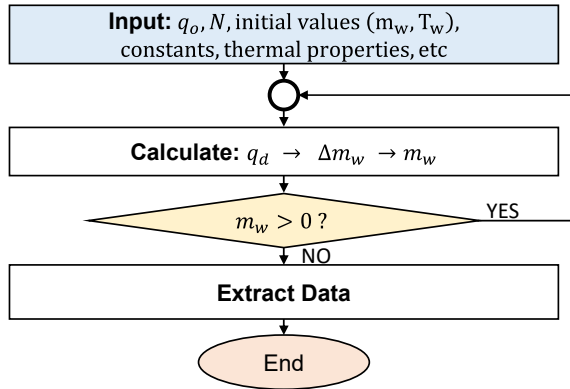 Input: qₒ, N, initial values (m_w, T_w),
constants, thermal properties, etc
Calculate: q_d → Δm_w → m_w
m_w > 0 ?
YES
NO
Extract Data
End